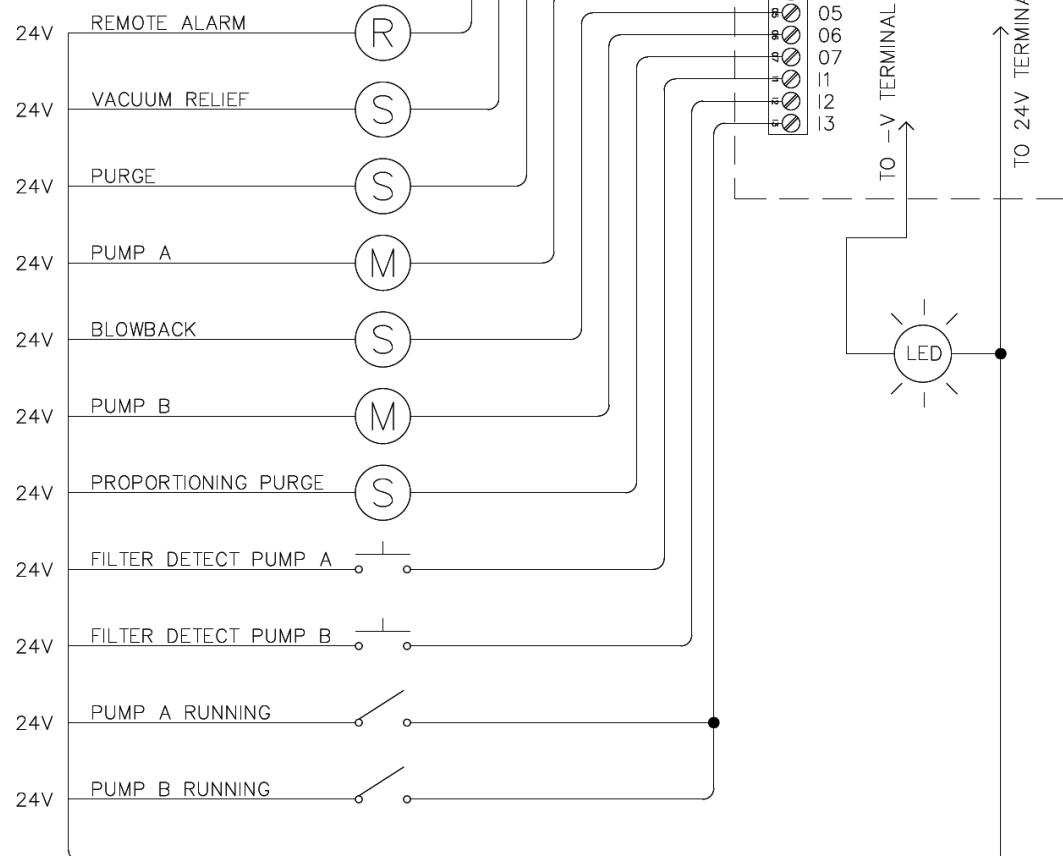 24V REMOTE ALARM R
24V VACUUM RELIEF S
24V PURGE S
24V PUMP A M
24V BLOWBACK S
24V PUMP B M
24V PROPORTIONING PURGE S
24V FILTER DETECT PUMP A
24V FILTER DETECT PUMP B
24V PUMP A RUNNING
24V PUMP B RUNNING
05
06
07
I1
I2
I3
TO -V TERMINAL
TO 24V TERMINA
LED